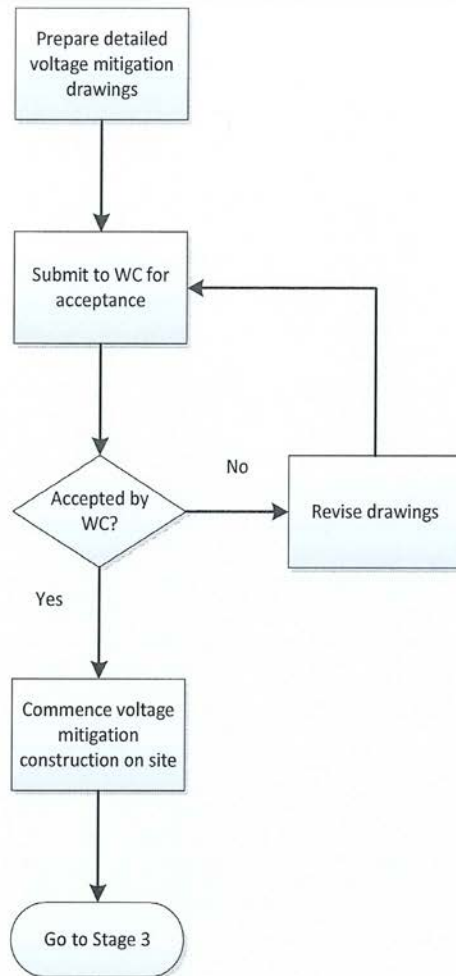 Prepare detailed
voltage mitigation
drawings
Submit to WC for
acceptance
Accepted by
WC?
No
Revise drawings
Yes
Commence voltage
mitigation
construction on site
Go to Stage 3